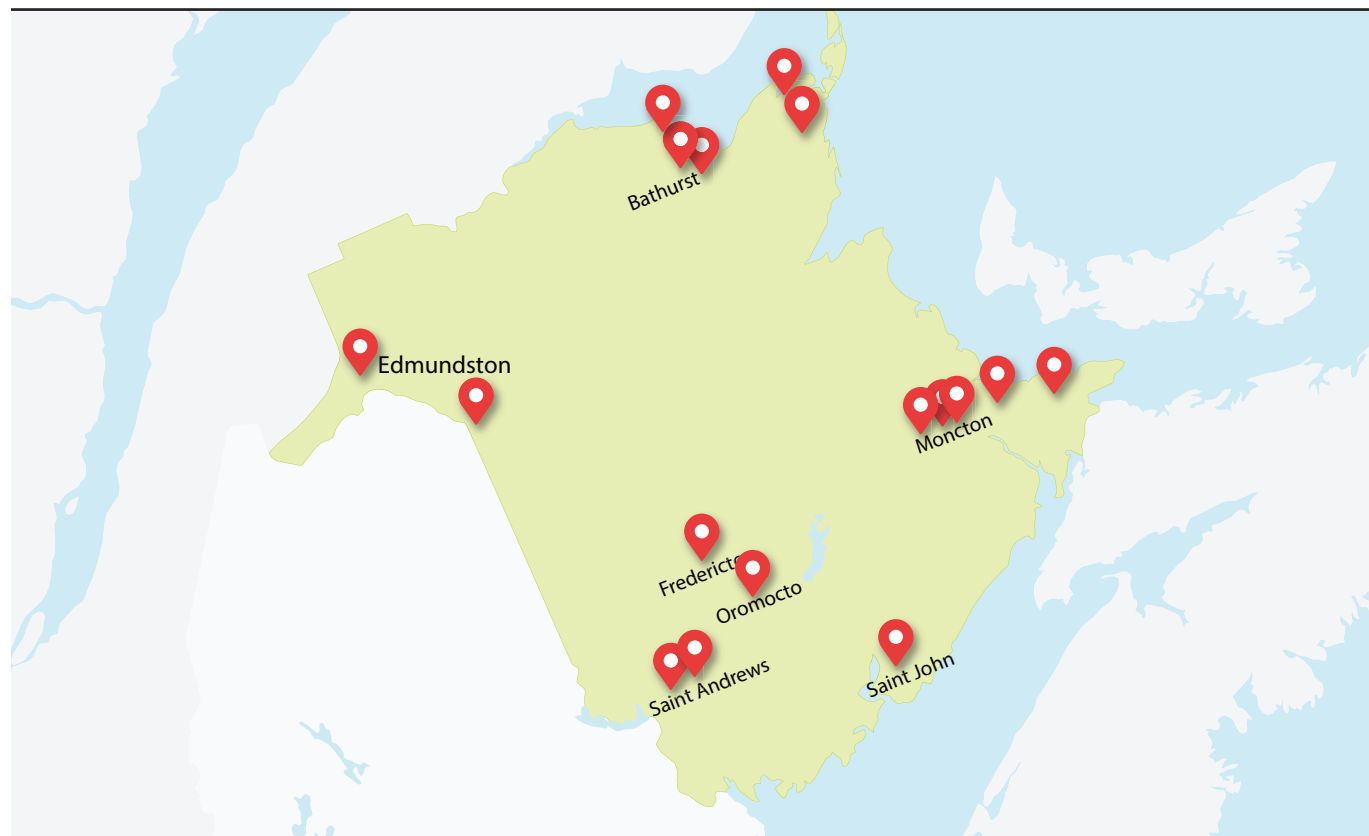 Bathurst
Edmundston
Moncton
Fredericto
Oromocto
Saint Andrews
Saint John